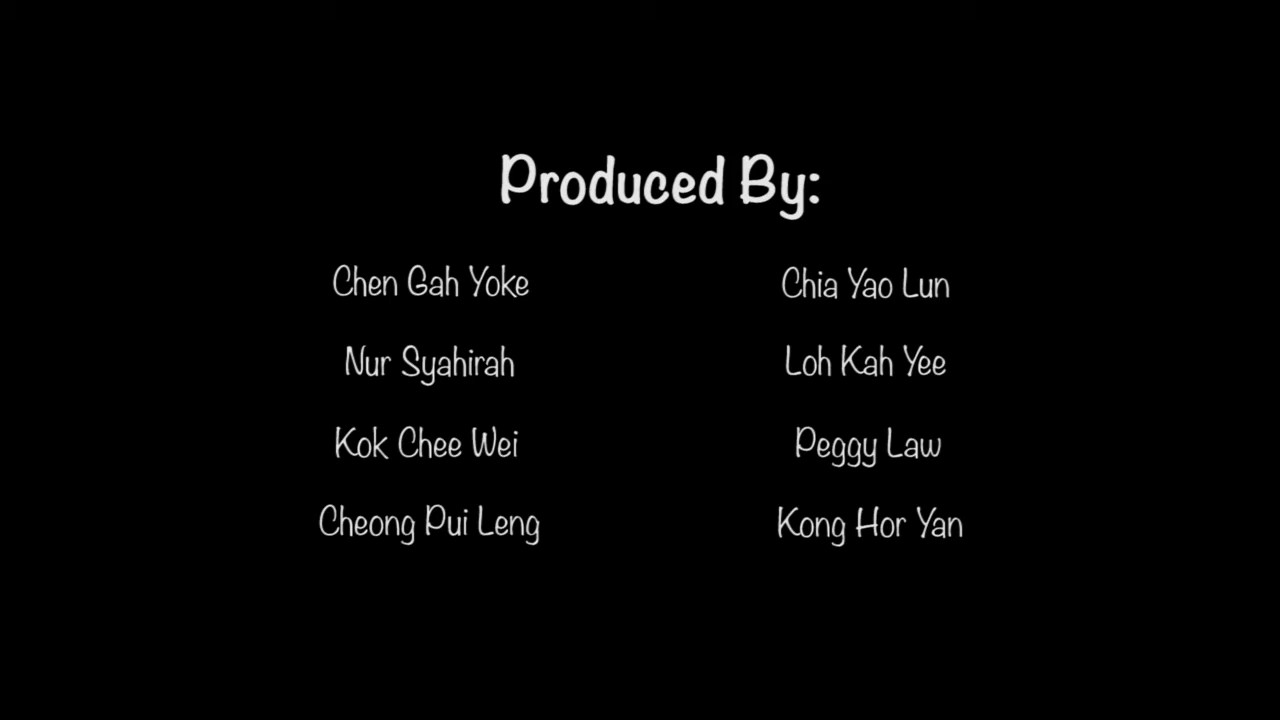 Produced By:
Chen Gah Yoke
Chia Yao Lun
Nur Syahirah
Loh Kah Yee
Kok Chee Wei
Peggy Law
Cheong Pui Leng
Kong Hor Yan